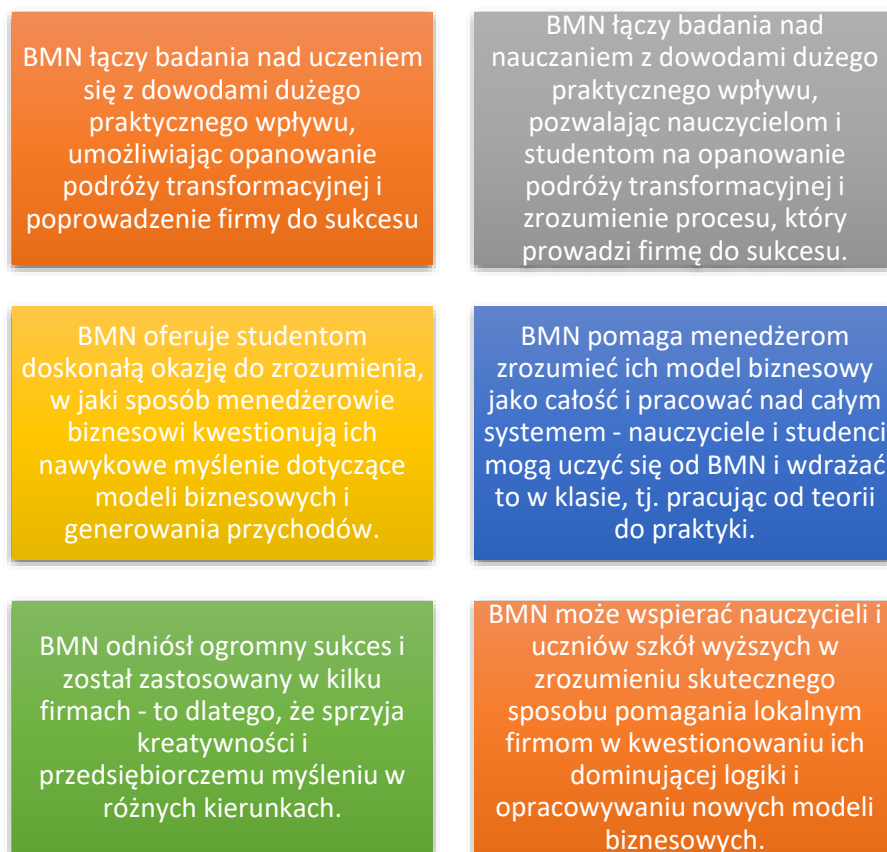 BMN łączy badania nad uczeniem
się z dowodami dużego
praktycznego wpływu,
umożliwiając opanowanie
podróży transformacyjnej i
poprowadzenie firmy do sukcesu
BMN łączy badania nad
nauczaniem z dowodami dużego
praktycznego wpływu,
pozwalając nauczycielom i
studentom na opanowanie
podróży transformacyjnej i
zrozumienie procesu, który
prowadzi firmę do sukcesu.
BMN oferuje studentom
doskonałą okazję do zrozumienia,
w jaki sposób menedżerowie
biznesowi kwestionują ich
nawykowe myślenie dotyczące
modeli biznesowych i
generowania przychodów.
BMN pomaga menedżerom
zrozumieć ich model biznesowy
jako całość i pracować nad całym
systemem - nauczyciele i studenci
mogą uczyć się od BMN i wdrażać
to w klasie, tj. pracując od teorii
do praktyki.
BMN odniósł ogromny sukces i
został zastosowany w kilku
firmach - to dlatego, że sprzyja
kreatywności i
przedsiębiorczemu myśleniu w
różnych kierunkach.
BMN może wspierać nauczycieli i
uczniów szkół wyższych w
zrozumieniu skutecznego
sposobu pomagania lokalnym
firmom w kwestionowaniu ich
dominującej logiki i
opracowywaniu nowych modeli
biznesowych.